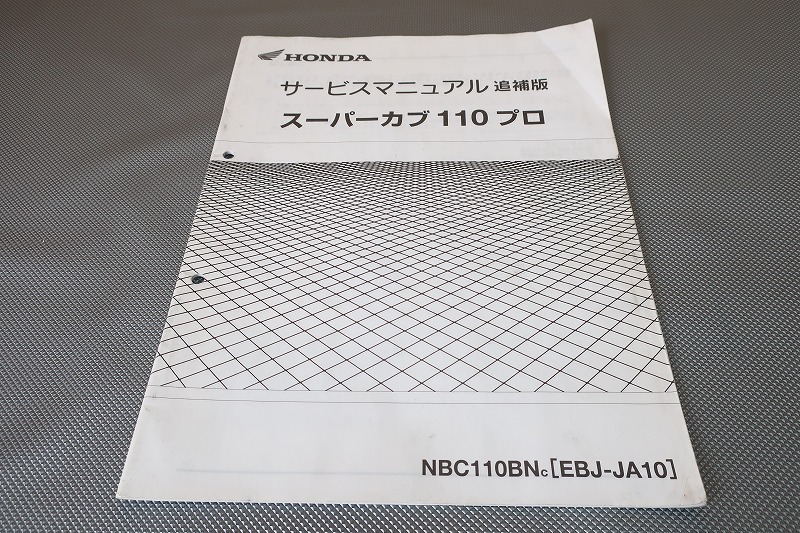 HONDA
サービスマニュアル 追補版
スーパーカブ 110 プロ
NBC110BNc [EBJ-JA10]